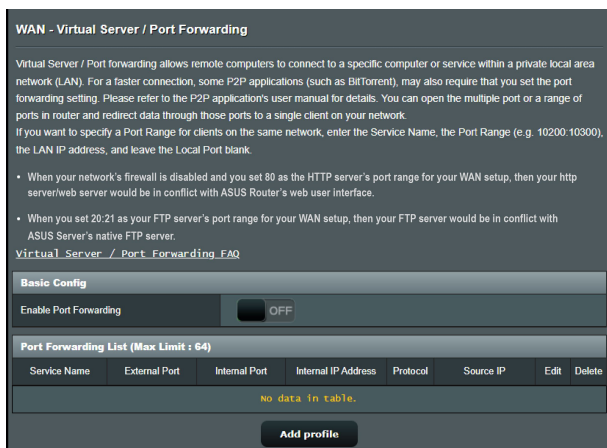 WAN - Virtual Server / Port Forwarding
Virtual Server / Port forwarding allows remote computers to connect to a specific computer or service within a private local area
network (LAN). For a faster connection, some P2P applications (such as BitTorrent), may also require that you set the port
forwarding setting. Please refer to the P2P application's user manual for details. You can open the multiple port or a range of
ports in router and redirect data through those ports to a single client on your network.
If you want to specify a Port Range for clients on the same network, enter the Service Name, the Port Range (e.g. 10200:10300),
the LAN IP address, and leave the Local Port blank.
• When your network's firewall is disabled and you set 80 as the HTTP server's port range for your WAN setup, then your http
server/web server would be in conflict with ASUS Router's web user interface.
• When you set 20:21 as your FTP server's port range for your WAN setup, then your FTP server would be in conflict with
ASUS Server's native FTP server.
Virtual Server / Port Forwarding FAQ
Basic Config
Enable Port Forwarding OFF
Port Forwarding List (Max Limit : 64)
Service Name External Port Internal Port Internal IP Address Protocol Source IP Edit Delete
No data in table.
Add profile